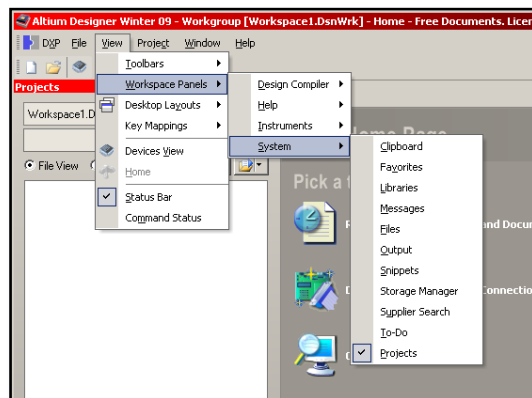 Altium Designer Winter 09 - Workgroup [Workspace1.DsnWrk] - Home - Free Documents. Licen
DXP File View Project Window Help
Projects
Workspace1.D
File View
Toolbars
Workspace Panels
Desktop Layouts
Key Mappings
Devices View
Home
Status Bar
Command Status
Design Compiler
Help
Instruments
System
Clipboard
Favorites
Libraries
Messages
Files
Output
Snippets
Storage Manager
Supplier Search
To-Do
Projects
Home Page
Pick a t
R
and Docum
D
Connectio